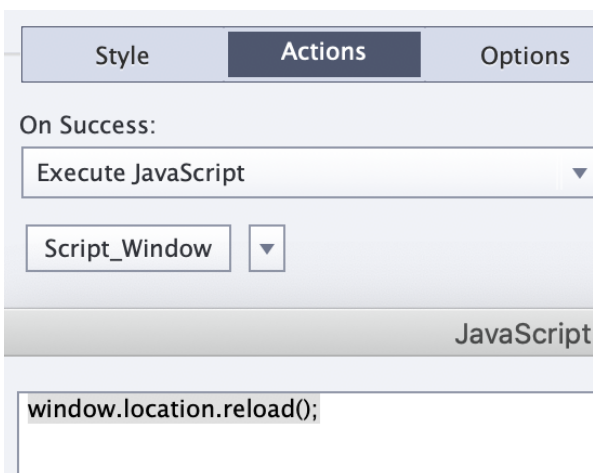 Style Actions Options
On Success:
Execute JavaScript
Script_Window
JavaScript
window.location.reload();